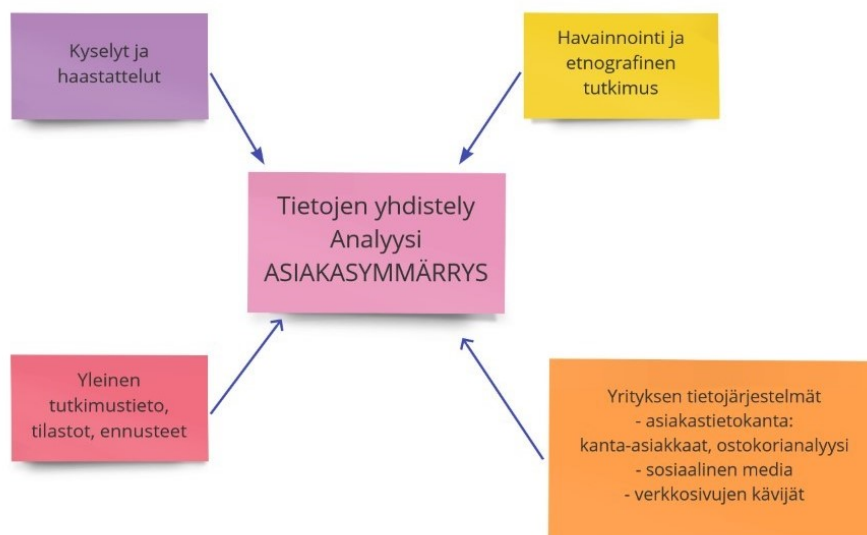 Kyselyt ja
haastattelut
Havainnointi ja
etnografinen
tutkimus
Tietojen yhdistely
Analyysi
ASIAKASYMMÄRRYS
Yleinen
tutkimustieto,
tilastot, ennusteet
Yrityksen tietojärjestelmät
- asiakastietokanta:
kanta-asiakkaat, ostokorianalyysi
- sosiaalinen media
- verkkosivujen kävijät